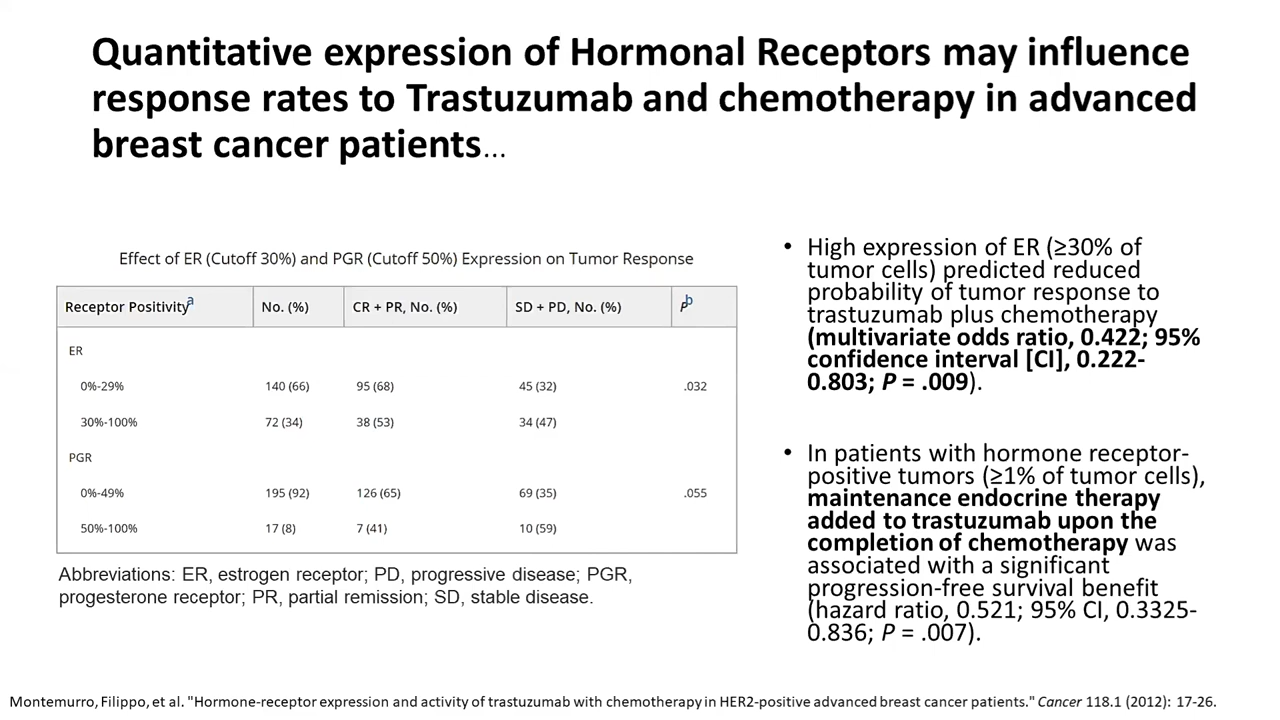 Quantitative expression of Hormonal Receptors may influence
response rates to Trastuzumab and chemotherapy in advanced
breast cancer patients...
Effect of ER (Cutoff 30%) and PGR (Cutoff 50%) Expression on Tumor Response
Receptor Positivitya No. (%) CR + PR, No. (%) SD + PD, No. (%) Pb
ER
0%-29% 140 (66) 95 (68) 45 (32) .032
30%-100% 72 (34) 38 (53) 34 (47)
PGR
0%-49% 195 (92) 126 (65) 69 (35) .055
50%-100% 17 (8) 7 (41) 10 (59)
Abbreviations: ER, estrogen receptor; PD, progressive disease; PGR,
progesterone receptor; PR, partial remission; SD, stable disease.
• High expression of ER (≥30% of
tumor cells) predicted reduced
probability of tumor response to
trastuzumab plus chemotherapy
(multivariate odds ratio, 0.422; 95%
confidence interval [CI], 0.222-
0.803; P = .009).
• In patients with hormone receptor-
positive tumors (≥1% of tumor cells),
maintenance endocrine therapy
added to trastuzumab upon the
completion of chemotherapy was
associated with a significant
progression-free survival benefit
(hazard ratio, 0.521; 95% CI, 0.3325-
0.836; P = .007).
Montemurro, Filippo, et al. "Hormone-receptor expression and activity of trastuzumab with chemotherapy in HER2-positive advanced breast cancer patients." Cancer 118.1 (2012): 17-26.